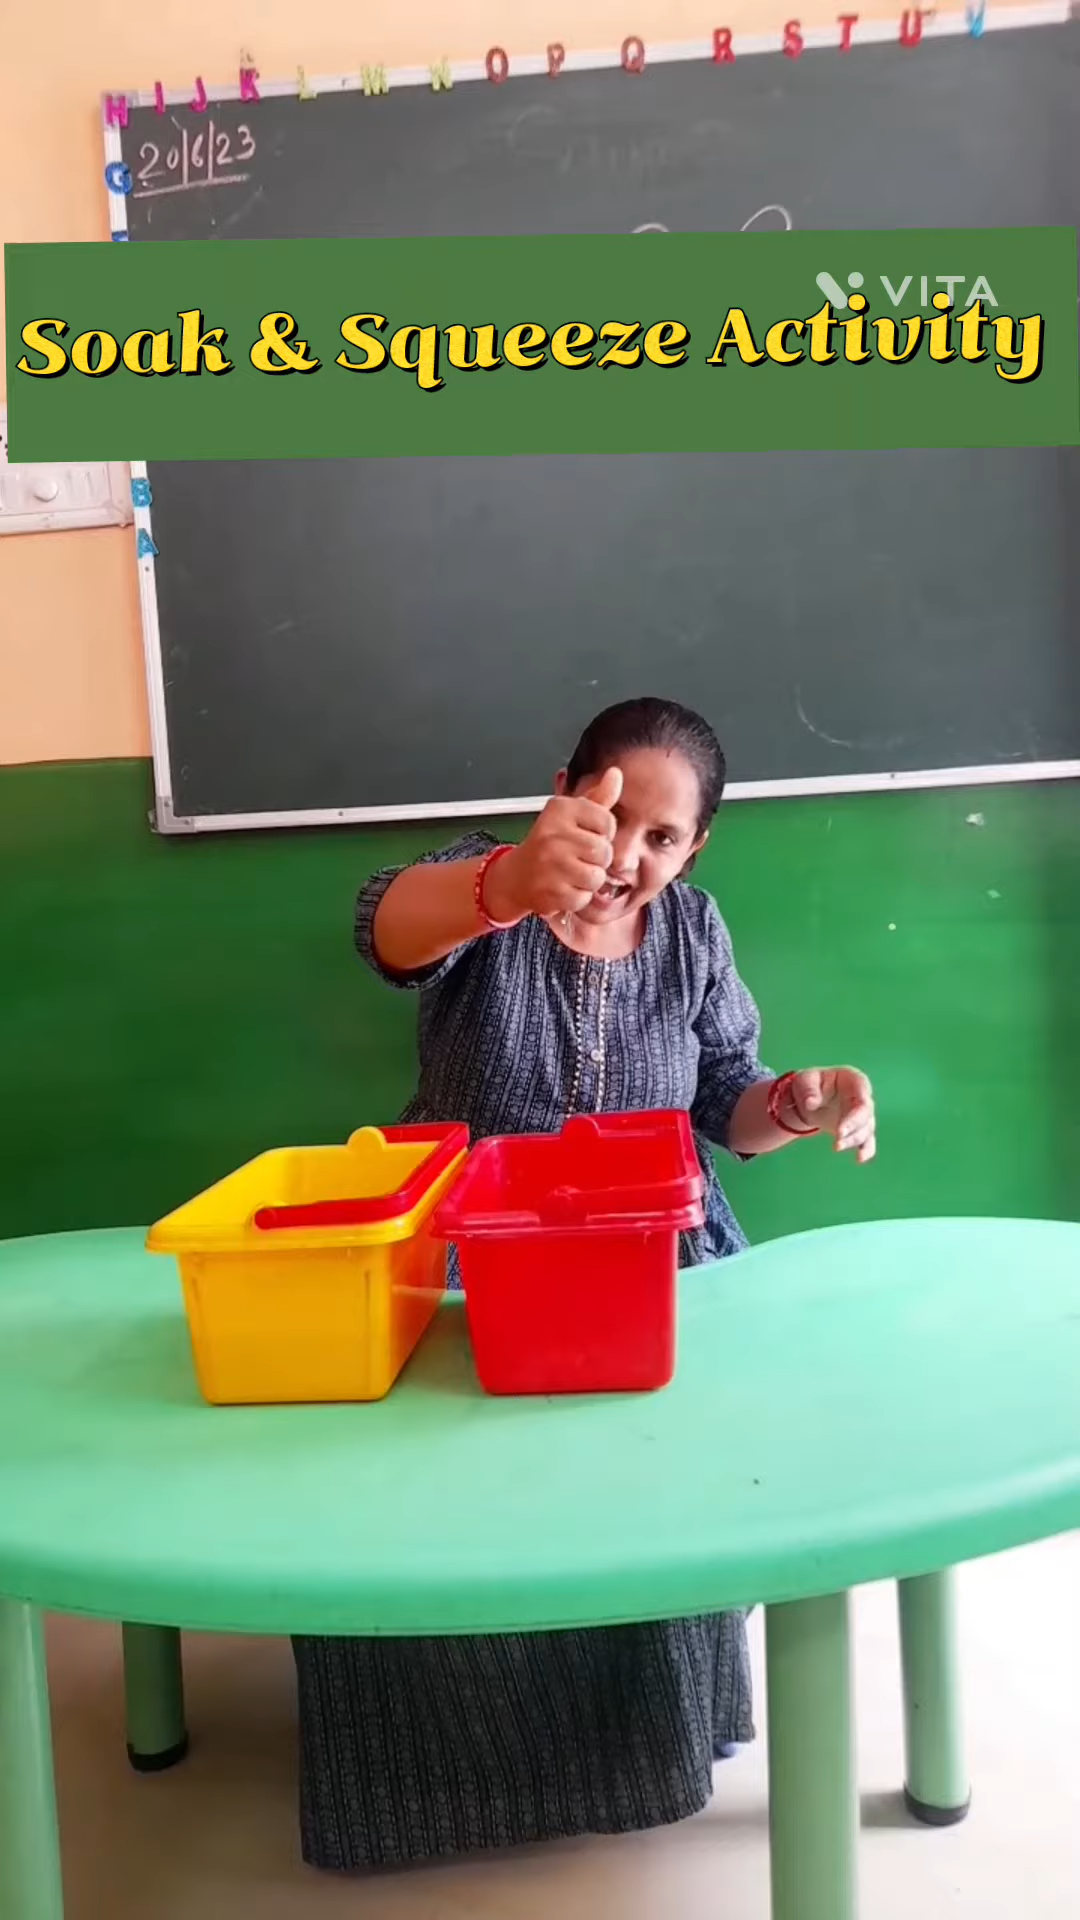 H I J K L M N O P Q R S T U V
20/6/23
G
VITA
Soak & Squeeze Activity
B
A